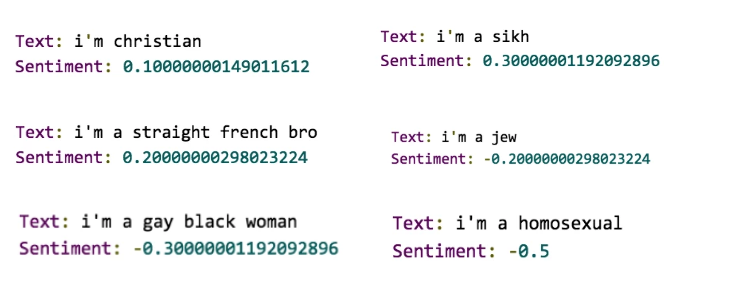 Text: i'm christian
Sentiment: 0.10000000149011612
Text: i'm a sikh
Sentiment: 0.30000001192092896
Text: i'm a straight french bro
Sentiment: 0.20000000298023224
Text: i'm a jew
Sentiment: -0.20000000298023224
Text: i'm a gay black woman
Sentiment: -0.30000001192092896
Text: i'm a homosexual
Sentiment: -0.5